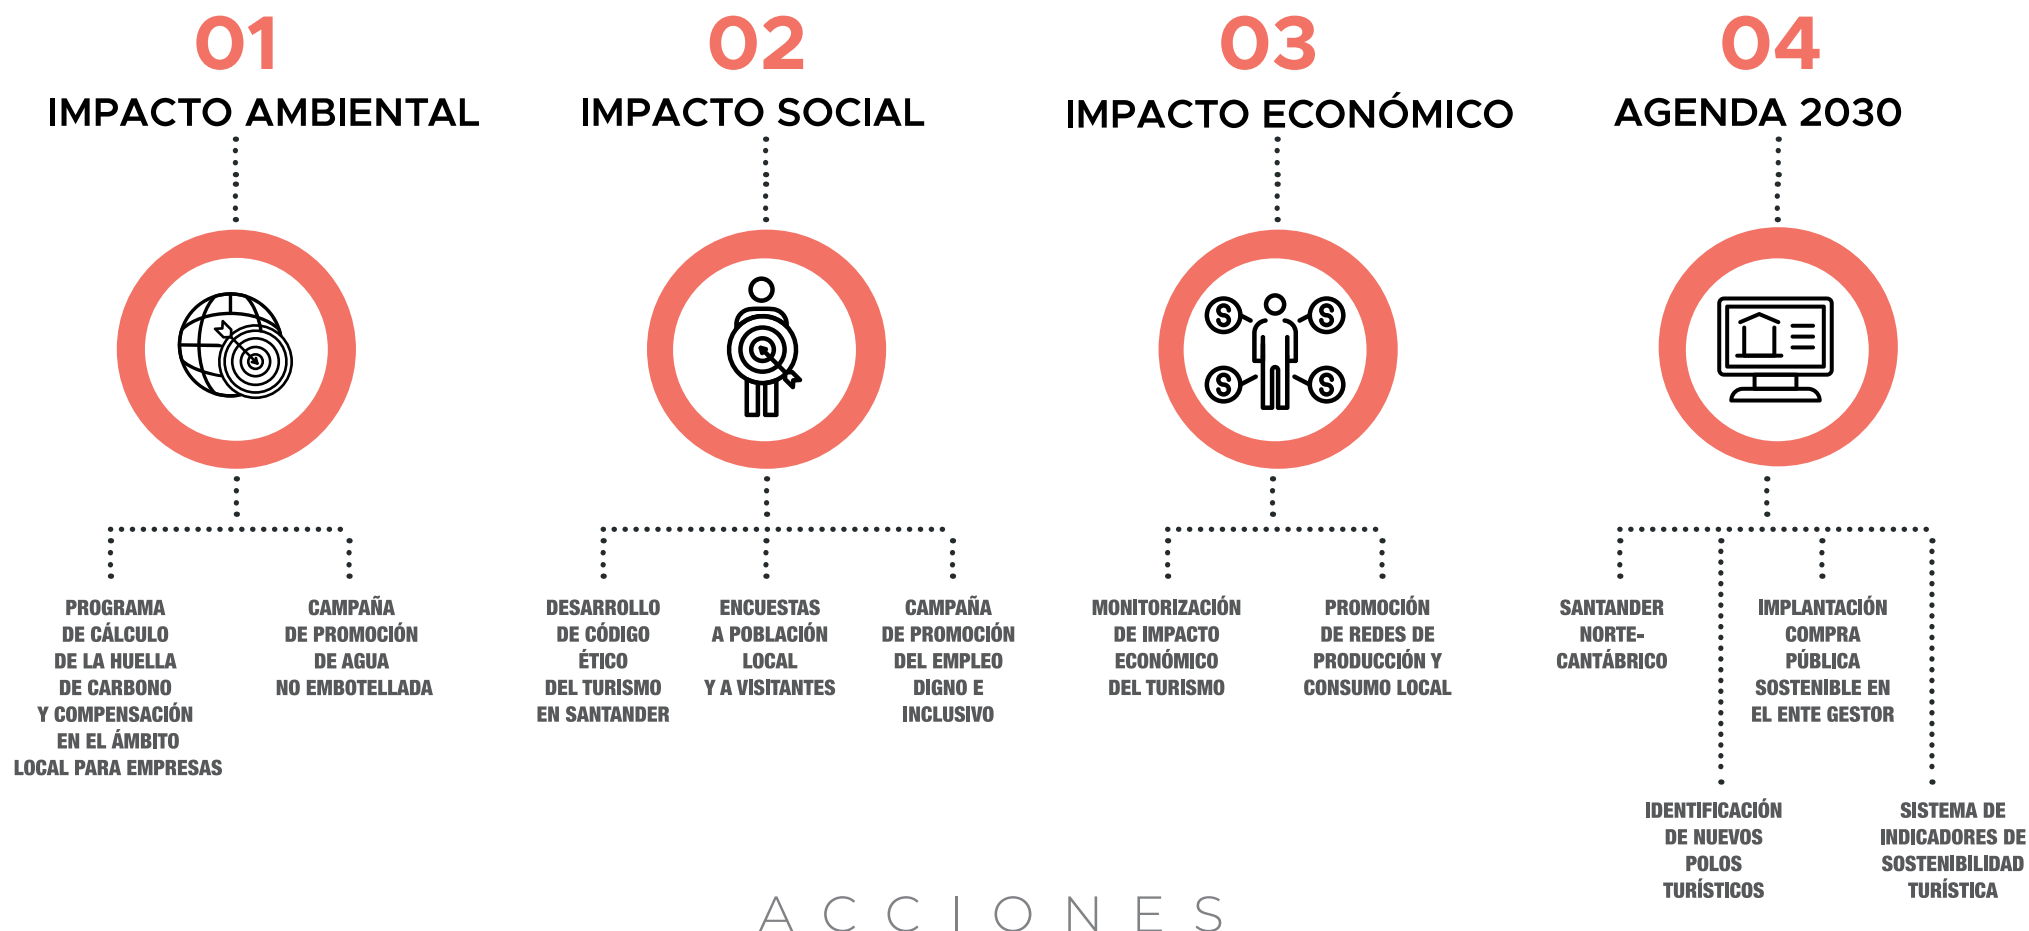 01
IMPACTO AMBIENTAL
PROGRAMA
DE CÁLCULO
DE LA HUELLA
DE CARBONO
Y COMPENSACIÓN
EN EL ÁMBITO
LOCAL PARA EMPRESAS
CAMPAÑA
DE PROMOCIÓN
DE AGUA
NO EMBOTELLADA
02
IMPACTO SOCIAL
DESARROLLO
DE CÓDIGO
ÉTICO
DEL TURISMO
EN SANTANDER
ENCUESTAS
A POBLACIÓN
LOCAL
Y A VISITANTES
CAMPAÑA
DE PROMOCIÓN
DEL EMPLEO
DIGNO E
INCLUSIVO
03
IMPACTO ECONÓMICO
S
S
S
S
MONITORIZACIÓN
DE IMPACTO
ECONÓMICO
DEL TURISMO
PROMOCIÓN
DE REDES DE
PRODUCCIÓN Y
CONSUMO LOCAL
04
AGENDA 2030
SANTANDER
NORTE-
CANTÁBRICO
IDENTIFICACIÓN
DE NUEVOS
POLOS
TURÍSTICOS
IMPLANTACIÓN
COMPRA
PÚBLICA
SOSTENIBLE EN
EL ENTE GESTOR
SISTEMA DE
INDICADORES DE
SOSTENIBILIDAD
TURÍSTICA
ACCIONES